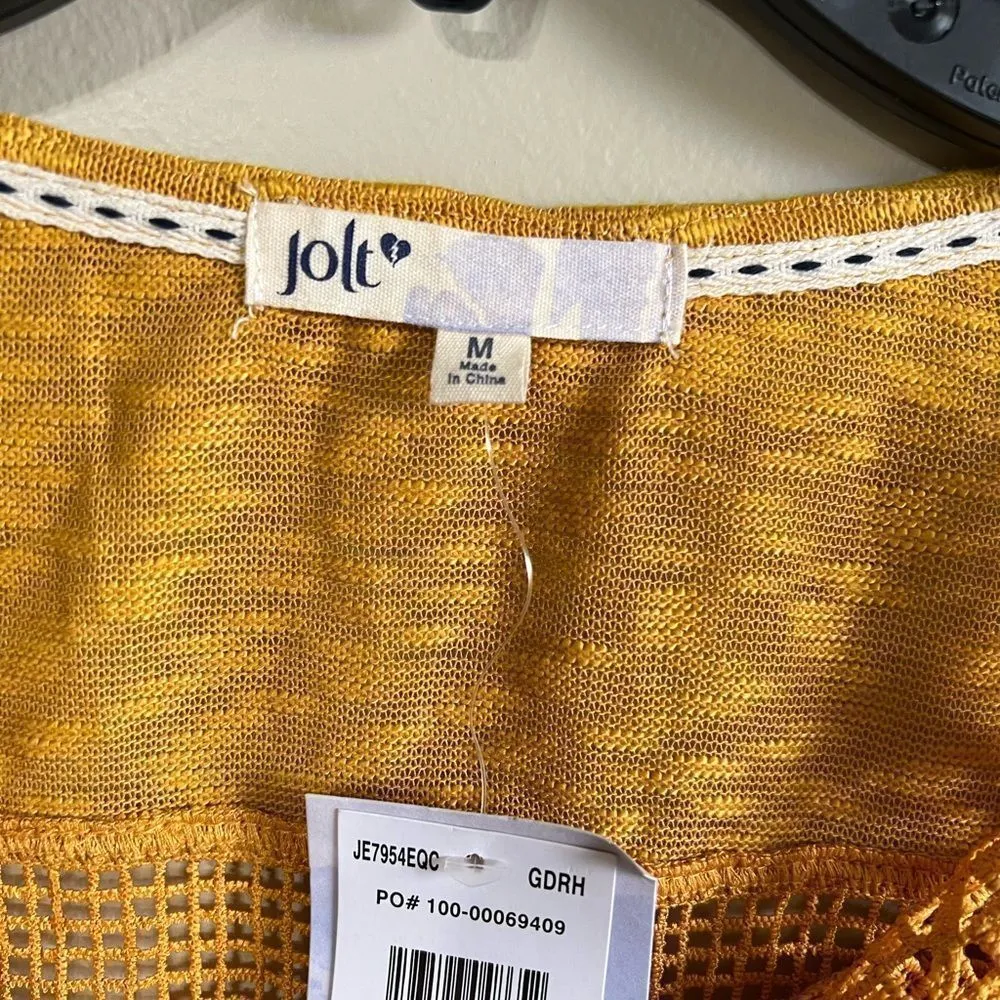 jolt
M
Made
In China
JE7954EQC
GDRH
PO# 100-00069409